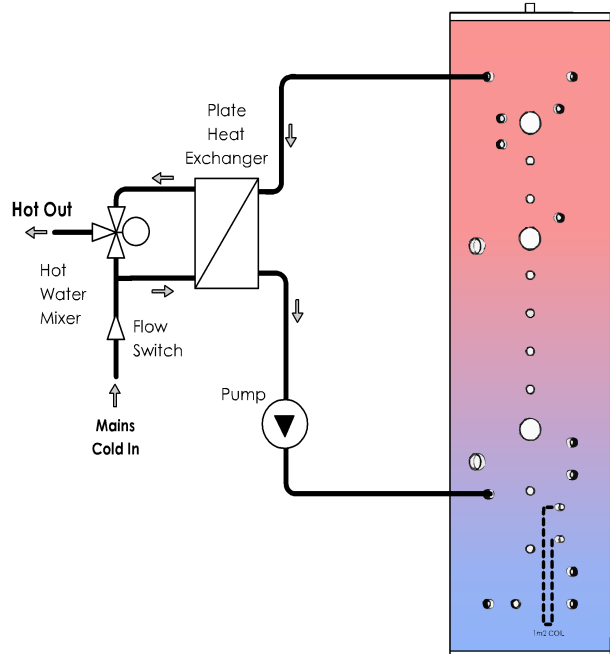 Plate
Heat
Exchanger
Hot Out
Hot
Water
Mixer
Flow
Switch
Pump
Mains
Cold In
1m2 COIL